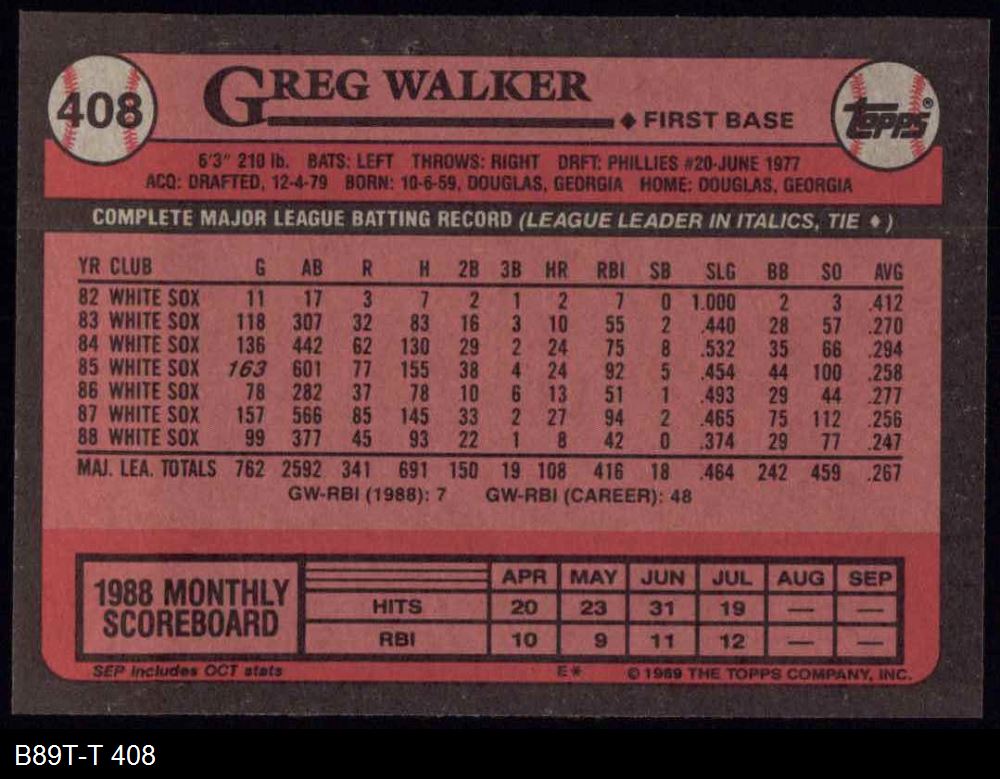 408
GREG WALKER
♦ FIRST BASE
TOPPS®
6'3" 210 lb. BATS: LEFT THROWS: RIGHT DRFT: PHILLIES #20-JUNE 1977
ACQ: DRAFTED, 12-4-79 BORN: 10-6-59, DOUGLAS, GEORGIA HOME: DOUGLAS, GEORGIA
COMPLETE MAJOR LEAGUE BATTING RECORD (LEAGUE LEADER IN ITALICS, TIE ♦)
YR CLUB G AB R H 2B 3B HR RBI SB SLG BB SO AVG
82 WHITE SOX 11 17 3 7 2 1 2 7 0 1.000 2 3 .412
83 WHITE SOX 118 307 32 83 16 3 10 55 2 .440 28 57 .270
84 WHITE SOX 136 442 62 130 29 2 24 75 8 .532 35 66 .294
85 WHITE SOX 163 601 77 155 38 4 24 92 5 .454 44 100 .258
86 WHITE SOX 78 282 37 78 10 6 13 51 1 .493 29 44 .277
87 WHITE SOX 157 566 85 145 33 2 27 94 2 .465 75 112 .256
88 WHITE SOX 99 377 45 93 22 1 8 42 0 .374 29 77 .247
MAJ. LEA. TOTALS 762 2592 341 691 150 19 108 416 18 .464 242 459 .267
GW-RBI (1988): 7 GW-RBI (CAREER): 48
1988 MONTHLY
SCOREBOARD
APR MAY JUN JUL AUG SEP
HITS 20 23 31 19 — —
RBI 10 9 11 12 — —
SEP includes OCT stats E* © 1989 THE TOPPS COMPANY, INC.
B89T-T 408